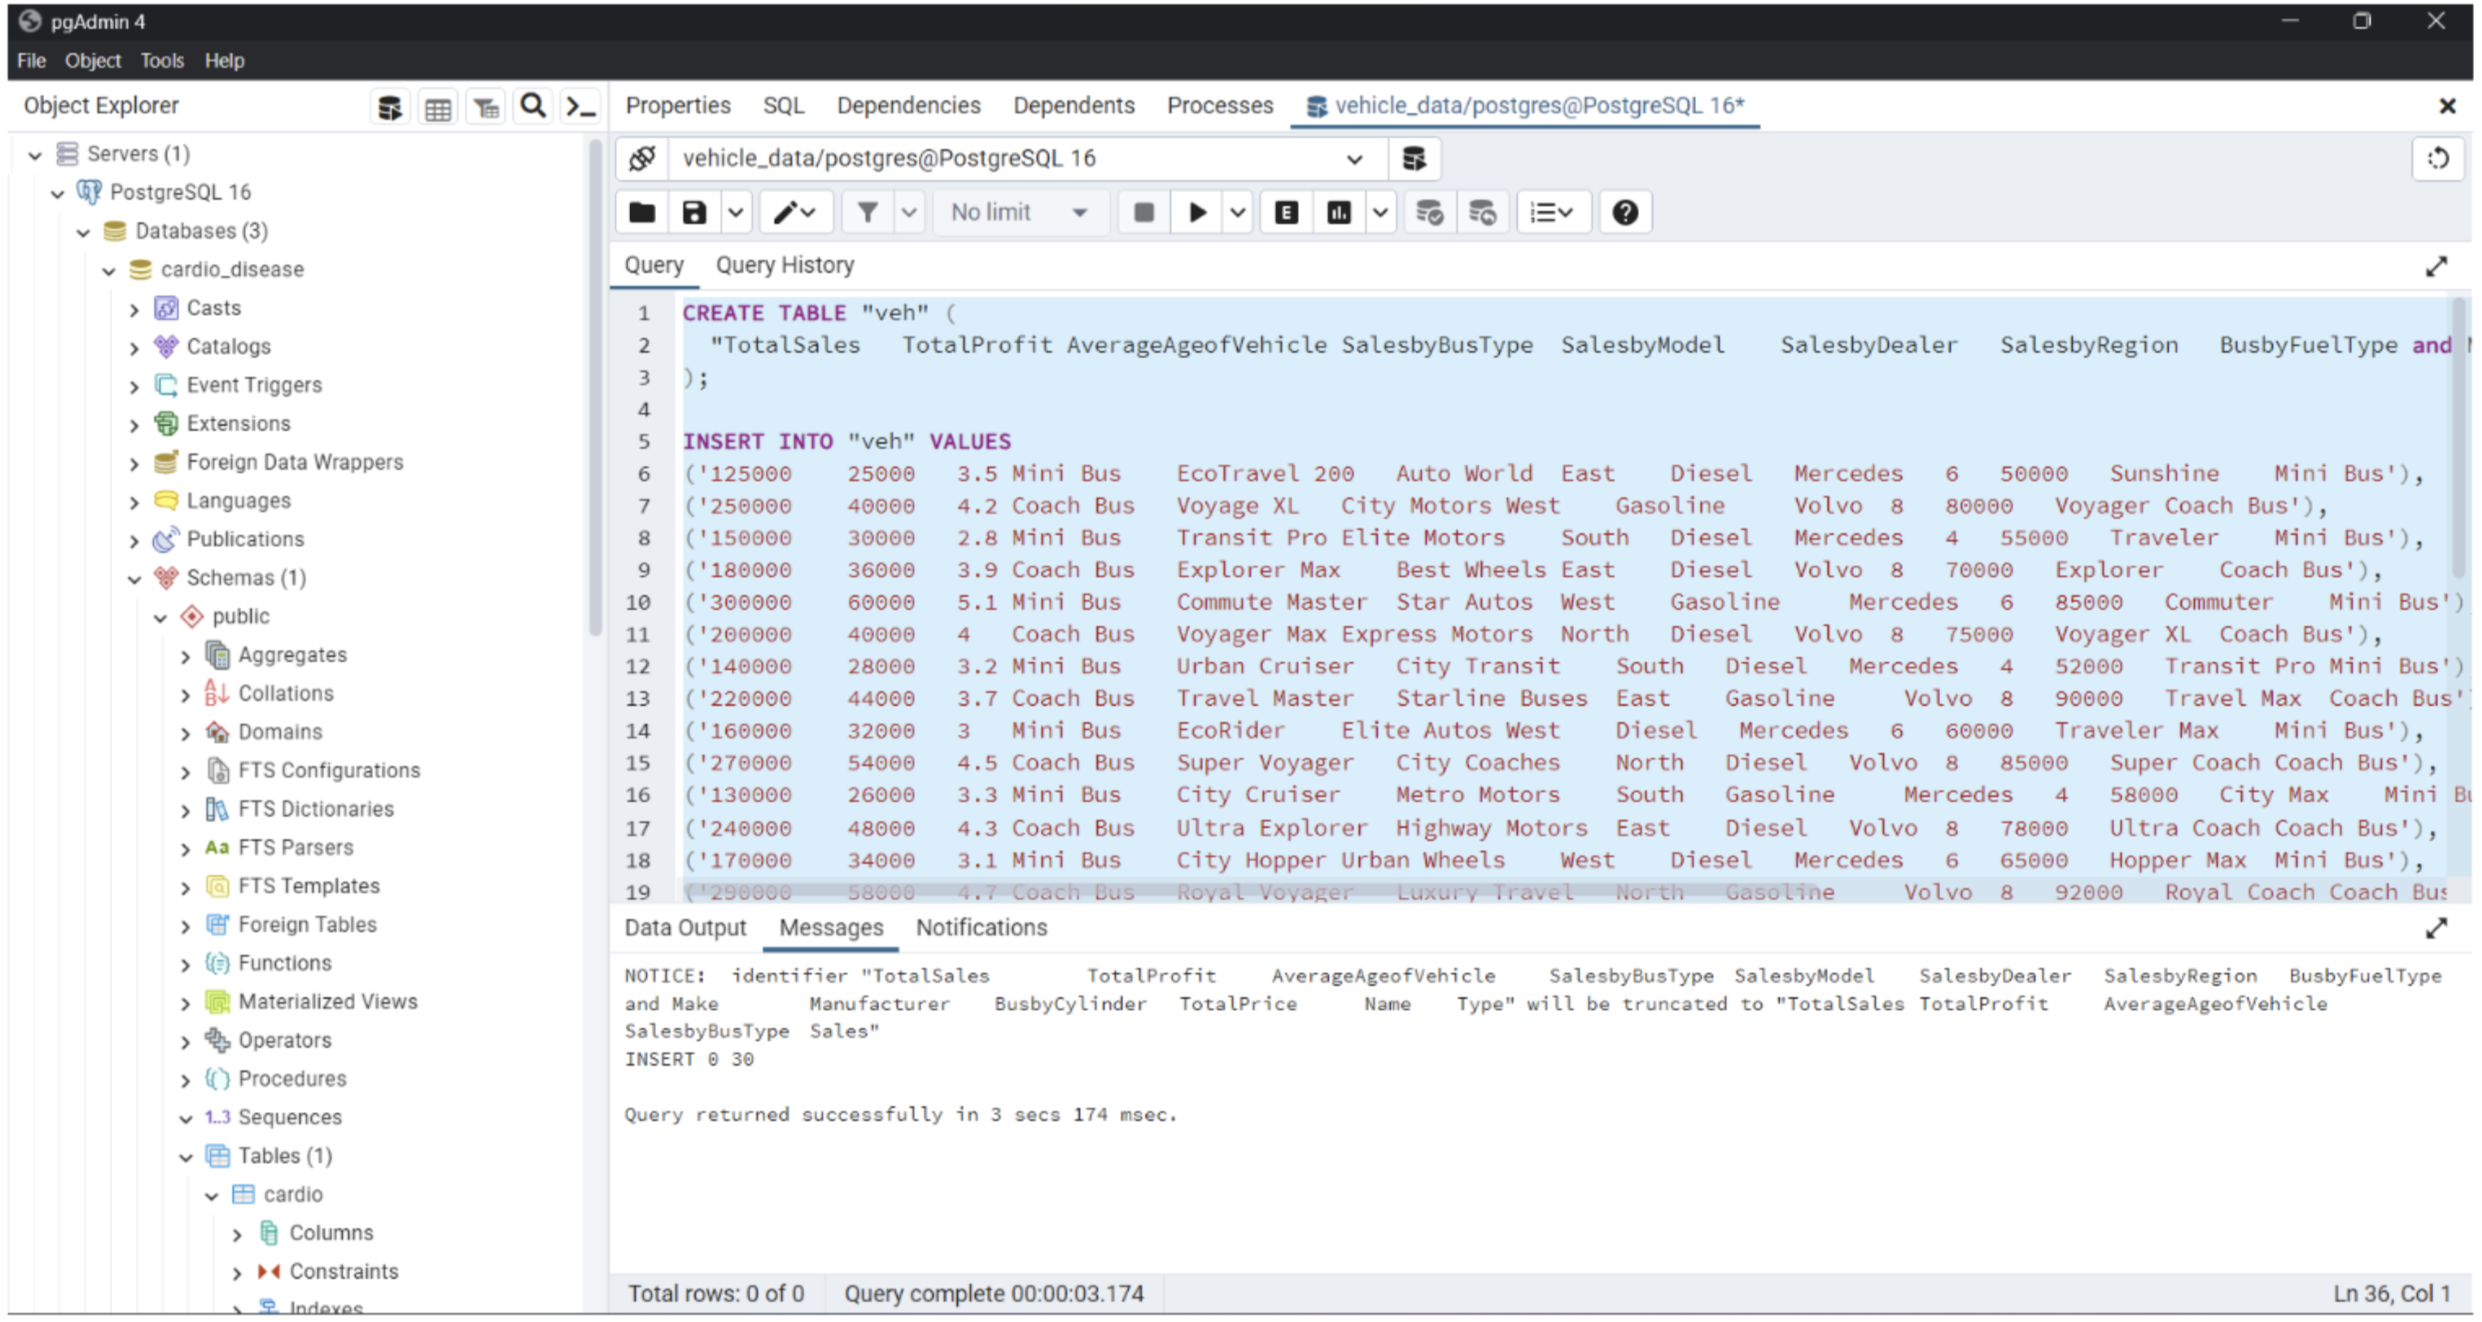 pgAdmin 4
File Object Tools Help
Object Explorer
Servers (1)
PostgreSQL 16
Databases (3)
cardio_disease
Casts
Catalogs
Event Triggers
Extensions
Foreign Data Wrappers
Languages
Publications
Schemas (1)
public
Aggregates
Collations
Domains
FTS Configurations
FTS Dictionaries
Aa FTS Parsers
FTS Templates
Foreign Tables
Functions
Materialized Views
Operators
Procedures
1..3 Sequences
Tables (1)
cardio
Columns
Constraints
Indexes
Properties SQL Dependencies Dependents Processes vehicle_data/postgres@PostgreSQL 16*
vehicle_data/postgres@PostgreSQL 16
No limit
Query Query History
1 CREATE TABLE "veh" (
2 "TotalSales TotalProfit AverageAgeofVehicle SalesbyBusType SalesbyModel SalesbyDealer SalesbyRegion BusbyFuelType and
3 );
4
5 INSERT INTO "veh" VALUES
6 ('125000 25000 3.5 Mini Bus EcoTravel 200 Auto World East Diesel Mercedes 6 50000 Sunshine Mini Bus'),
7 ('250000 40000 4.2 Coach Bus Voyage XL City Motors West Gasoline Volvo 8 80000 Voyager Coach Bus'),
8 ('150000 30000 2.8 Mini Bus Transit Pro Elite Motors South Diesel Mercedes 4 55000 Traveler Mini Bus'),
9 ('180000 36000 3.9 Coach Bus Explorer Max Best Wheels East Diesel Volvo 8 70000 Explorer Coach Bus'),
10 ('300000 60000 5.1 Mini Bus Commute Master Star Autos West Gasoline Mercedes 6 85000 Commuter Mini Bus')
11 ('200000 40000 4 Coach Bus Voyager Max Express Motors North Diesel Volvo 8 75000 Voyager XL Coach Bus'),
12 ('140000 28000 3.2 Mini Bus Urban Cruiser City Transit South Diesel Mercedes 4 52000 Transit Pro Mini Bus')
13 ('220000 44000 3.7 Coach Bus Travel Master Starline Buses East Gasoline Volvo 8 90000 Travel Max Coach Bus'
14 ('160000 32000 3 Mini Bus EcoRider Elite Autos West Diesel Mercedes 6 60000 Traveler Max Mini Bus'),
15 ('270000 54000 4.5 Coach Bus Super Voyager City Coaches North Diesel Volvo 8 85000 Super Coach Coach Bus'),
16 ('130000 26000 3.3 Mini Bus City Cruiser Metro Motors South Gasoline Mercedes 4 58000 City Max Mini
17 ('240000 48000 4.3 Coach Bus Ultra Explorer Highway Motors East Diesel Volvo 8 78000 Ultra Coach Coach Bus'),
18 ('170000 34000 3.1 Mini Bus City Hopper Urban Wheels West Diesel Mercedes 6 65000 Hopper Max Mini Bus'),
19 ('290000 58000 4.7 Coach Bus Royal Voyager Luxury Travel North Gasoline Volvo 8 92000 Royal Coach Coach Bus
Data Output Messages Notifications
NOTICE: identifier "TotalSales TotalProfit AverageAgeofVehicle SalesbyBusType SalesbyModel SalesbyDealer SalesbyRegion BusbyFuelType
and Make Manufacturer BusbyCylinder TotalPrice Name Type" will be truncated to "TotalSales TotalProfit AverageAgeofVehicle
SalesbyBusType Sales"
INSERT 0 30
Query returned successfully in 3 secs 174 msec.
Total rows: 0 of 0 Query complete 00:00:03.174 Ln 36, Col 1